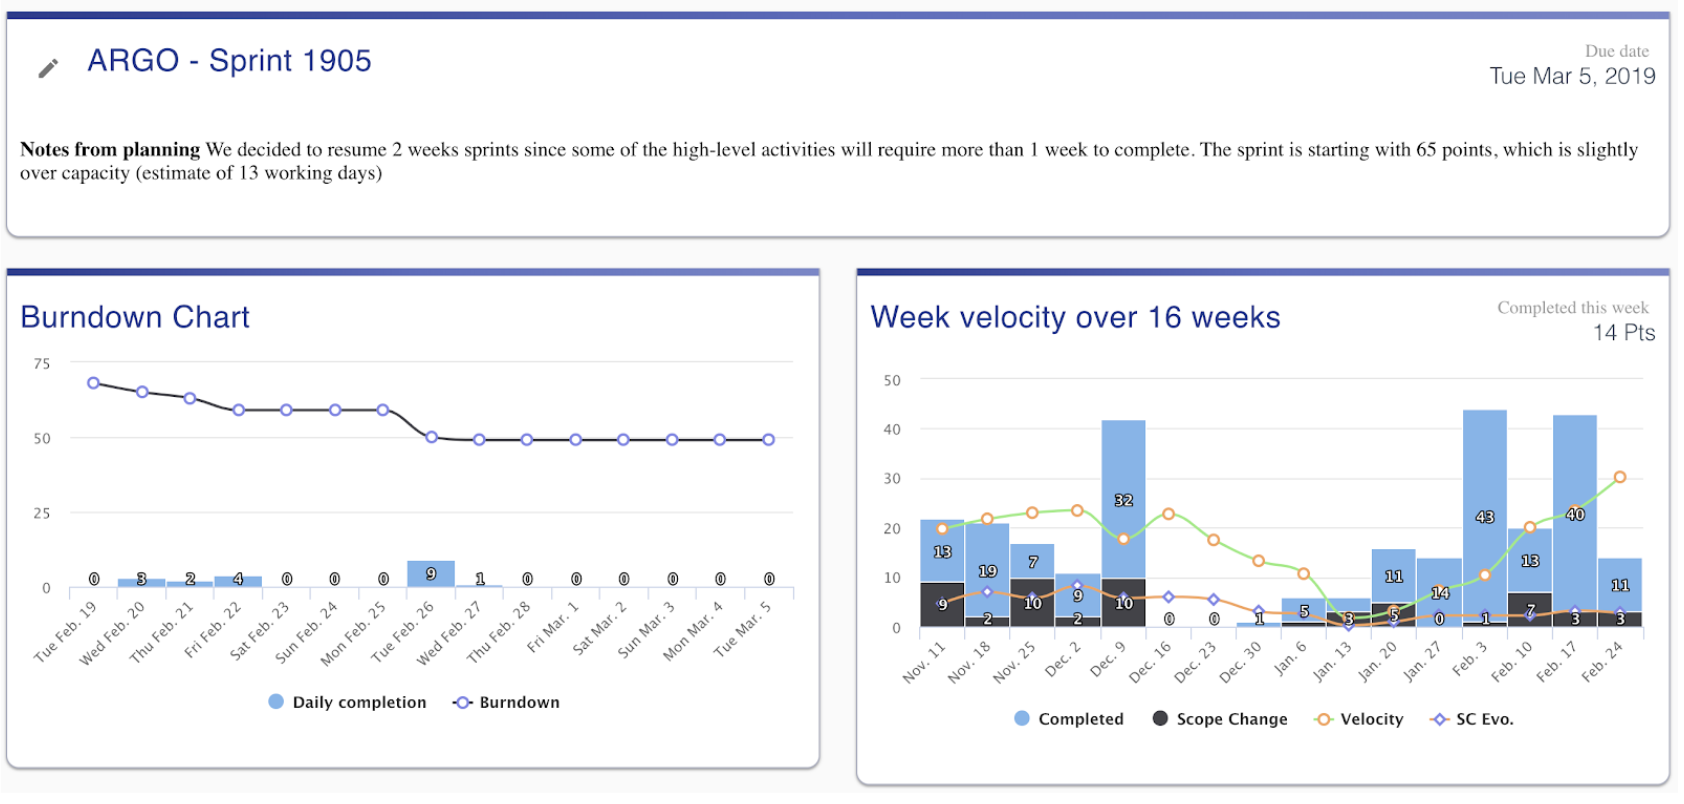 ARGO - Sprint 1905
Due date
Tue Mar 5, 2019
Notes from planning We decided to resume 2 weeks sprints since some of the high-level activities will require more than 1 week to complete. The sprint is starting with 65 points, which is slightly
over capacity (estimate of 13 working days)
Burndown Chart
75
50
25
0
0 3 2 4 0 0 0 9 1 0 0 0 0 0 0
Tue Feb. 19 Wed Feb. 20 Thu Feb. 21 Fri Feb. 22 Sat Feb. 23 Sun Feb. 24 Mon Feb. 25 Tue Feb. 26 Wed Feb. 27 Thu Feb. 28 Fri Mar. 1 Sat Mar. 2 Sun Mar. 3 Mon Mar. 4 Tue Mar. 5
Daily completion Burndown
Week velocity over 16 weeks
Completed this week
14 Pts
50
40
30
20
10
0
13 19 7 9 32 0 0 1 5 3 11 14 43 13 40 11
9 2 10 2 10 5 0 1 7 3 3
Nov. 11 Nov. 18 Nov. 25 Dec. 2 Dec. 9 Dec. 16 Dec. 23 Dec. 30 Jan. 6 Jan. 13 Jan. 20 Jan. 27 Feb. 3 Feb. 10 Feb. 17 Feb. 24
Completed Scope Change Velocity SC Evo.